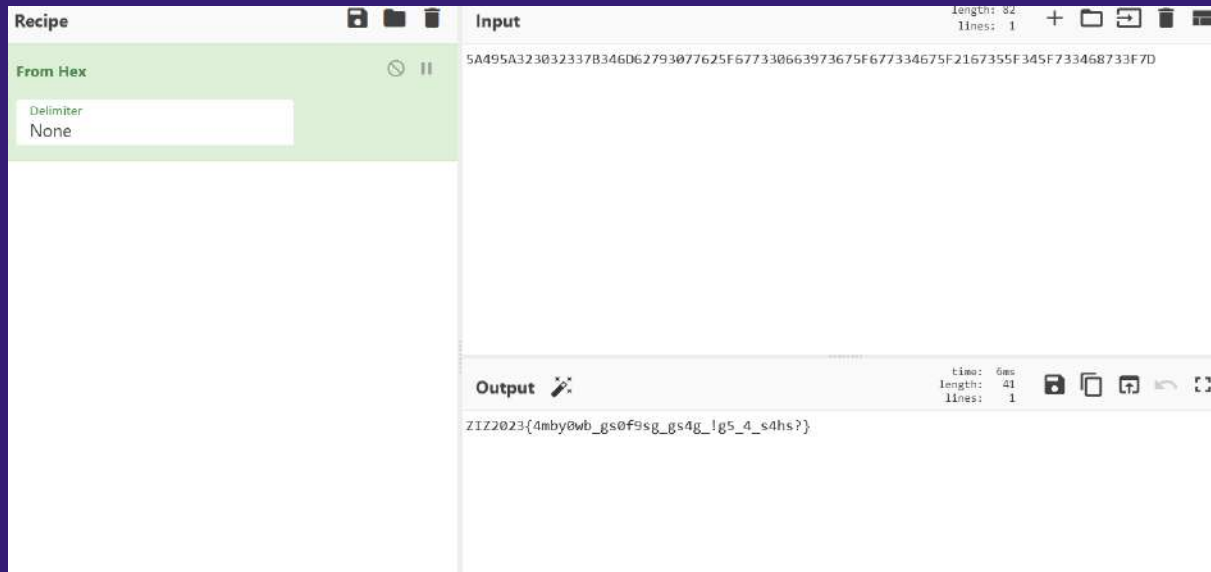 Recipe
From Hex
Delimiter
None
Input
length: 82
lines: 1
5A495A323032337B346D62793077625F677330663973675F677334675F2167355F345F733468733F7D
Output
time: 6ms
length: 41
lines: 1
ZIZ2023{4mby0wb_gs0f9sg_gs4g_!g5_4_s4hs?}